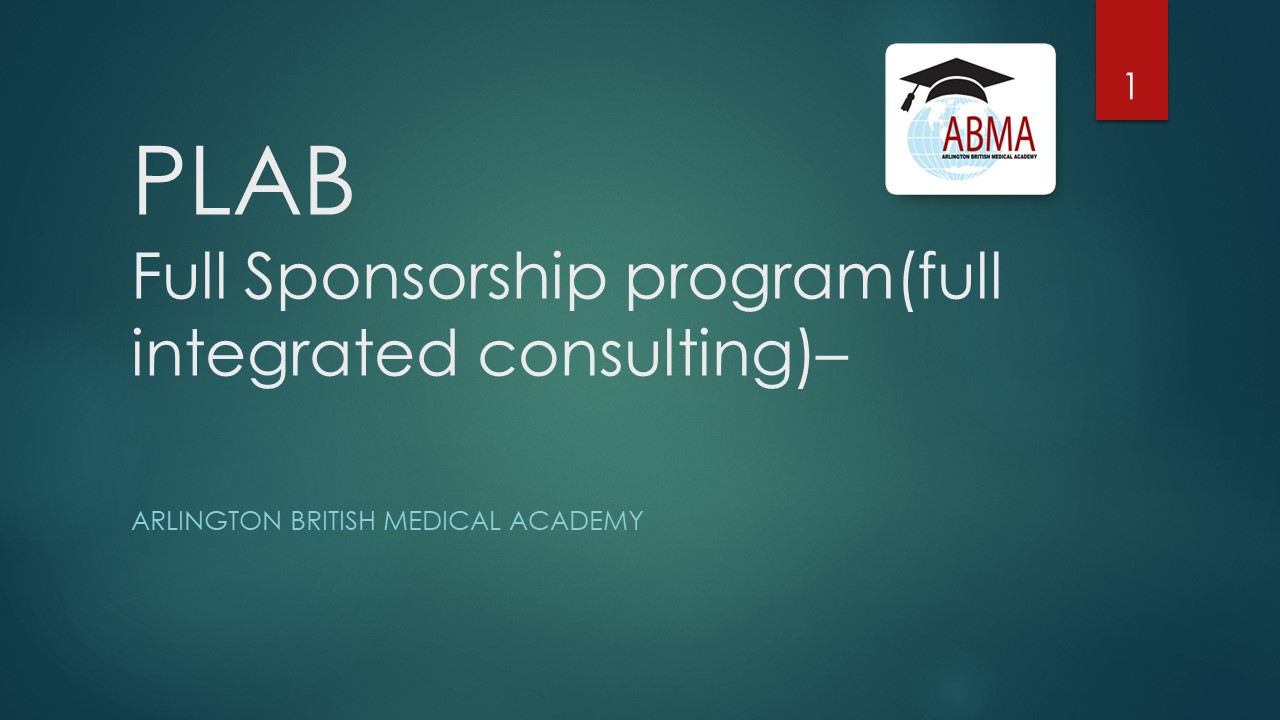 1
ABMA
ARLINGTON BRITISH MEDICAL ACADEMY
PLAB
Full Sponsorship program(full
integrated consulting)–
ARLINGTON BRITISH MEDICAL ACADEMY